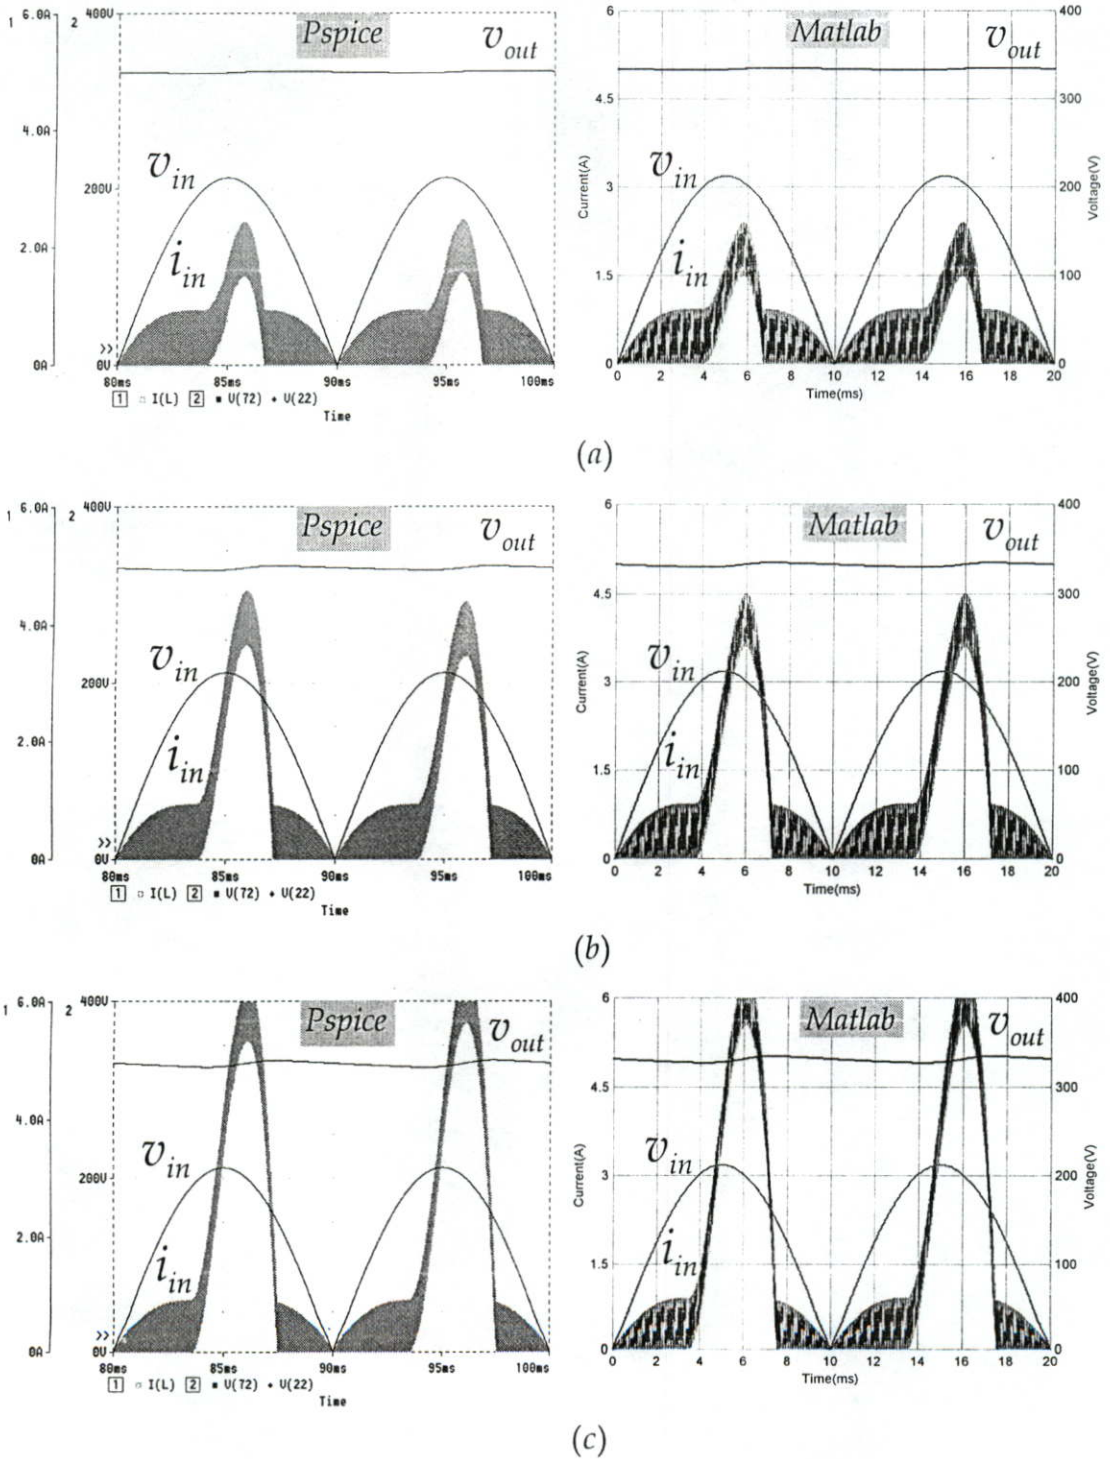 1 6.0A 2 400V Pspice v_out
4.0A
v_in
200V
2.0A
i_in
>>
0A 0V
80ms 85ms 90ms 95ms 100ms
1 □ I(L) 2 ▪ V(72) ♦ V(22)
Time
6 Matlab v_out 400
4.5 300
Current(A) v_in Voltage(V)
3 200
i_in
1.5 100
0 0
0 2 4 6 8 10 12 14 16 18 20
Time(ms)
(a)
1 6.0A 2 400V Pspice v_out
4.0A
v_in
200V
2.0A
i_in
>>
0A 0V
80ms 85ms 90ms 95ms 100ms
1 □ I(L) 2 ▪ V(72) ♦ V(22)
Time
6 Matlab v_out 400
4.5 300
Current(A) v_in Voltage(V)
3 200
i_in
1.5 100
0 0
0 2 4 6 8 10 12 14 16 18 20
Time(ms)
(b)
1 6.0A 2 400V Pspice v_out
4.0A
v_in
200V
2.0A
i_in
>>
0A 0V
80ms 85ms 90ms 95ms 100ms
1 □ I(L) 2 ▪ V(72) ♦ V(22)
Time
6 Matlab v_out 400
4.5 300
Current(A) v_in Voltage(V)
3 200
i_in
1.5 100
0 0
0 2 4 6 8 10 12 14 16 18 20
Time(ms)
(c)